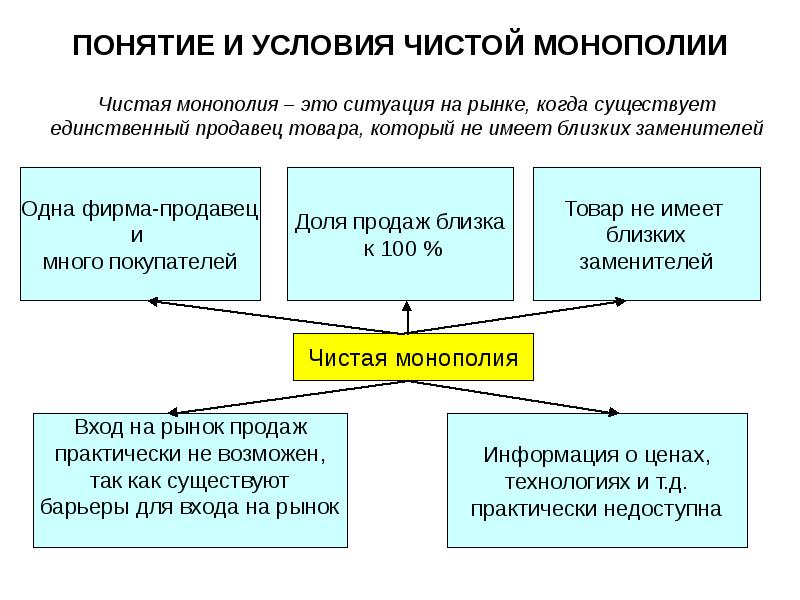 ПОНЯТИЕ И УСЛОВИЯ ЧИСТОЙ МОНОПОЛИИ
Чистая монополия – это ситуация на рынке, когда существует
единственный продавец товара, который не имеет близких заменителей
Одна фирма-продавец
и
много покупателей
Доля продаж близка
к 100 %
Товар не имеет
близких
заменителей
Чистая монополия
Вход на рынок продаж
практически не возможен,
так как существуют
барьеры для входа на рынок
Информация о ценах,
технологиях и т.д.
практически недоступна